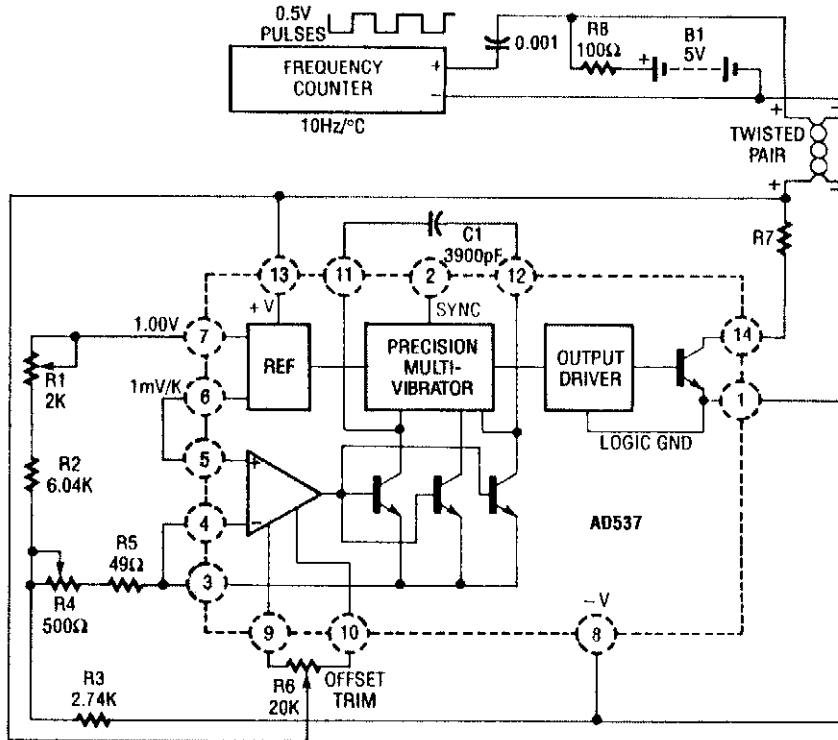 0.5V
PULSES
FREQUENCY
COUNTER
+
−
10Hz/°C
0.001
R8
100Ω
+
B1
5V
+
−
TWISTED
PAIR
+
−
R7
C1
3900pF
13
11
2
12
+V
SYNC
1.00V
7
REF
PRECISION
MULTI-
VIBRATOR
OUTPUT
DRIVER
14
R1
2K
1mV/K
6
1
LOGIC GND
R2
6.04K
5
+
4
−
AD537
R5
49Ω
3
R4
500Ω
−V
8
9
10
R6
20K
OFFSET
TRIM
R3
2.74K